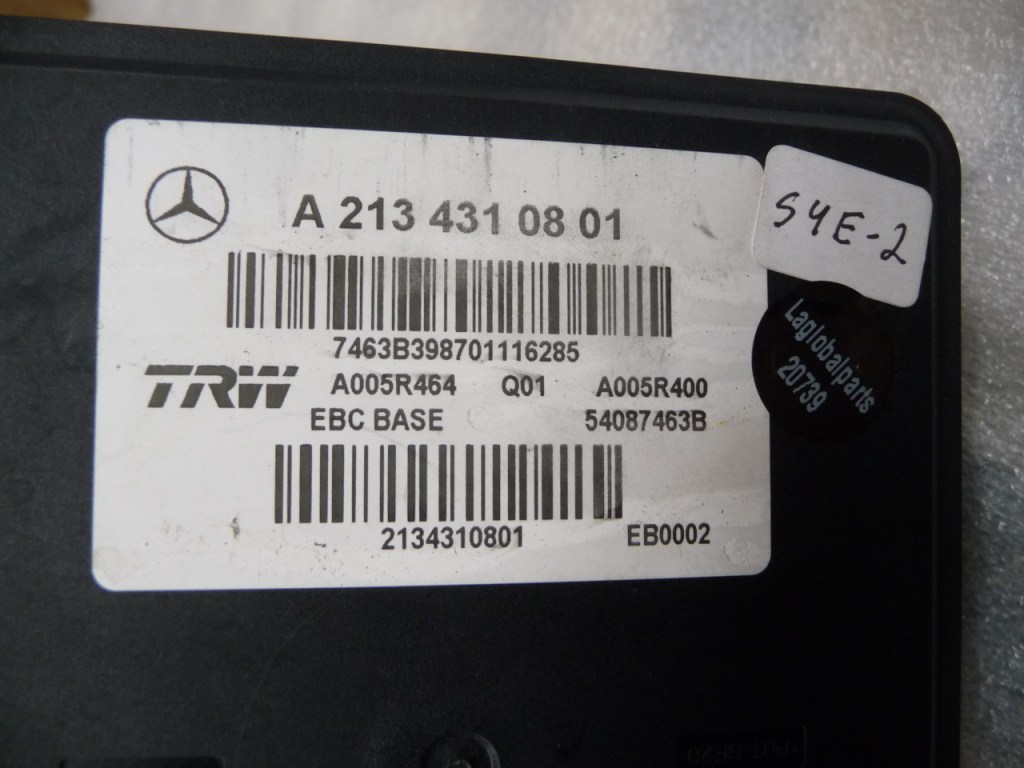 A 213 431 08 01
S4E-2
7463B398701116285
Laglobalparts
20739
TRW
A005R464 Q01 A005R400
EBC BASE 54087463B
2134310801 EB0002